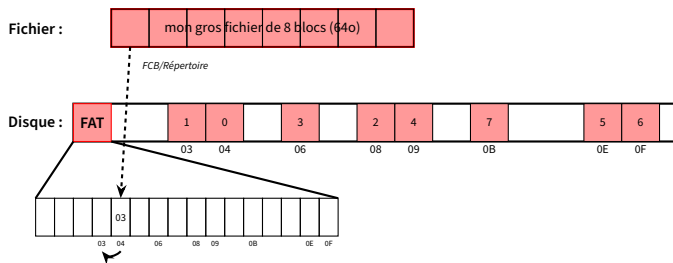 Fichier : mon gros fichier de 8 blocs (64o)
FCB/Répertoire
Disque : FAT 1 0 3 2 4 7 5 6
03 04 06 08 09 0B 0E 0F
03
03 04 06 08 09 0B 0E 0F